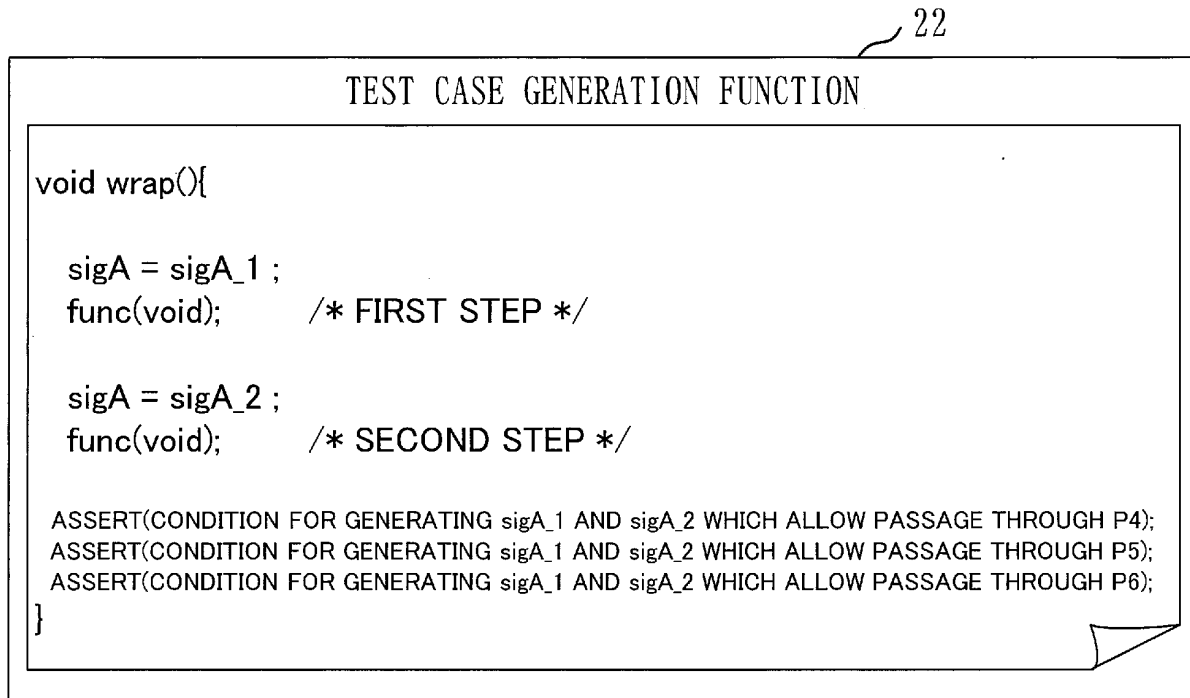 22
TEST CASE GENERATION FUNCTION
void wrap(){
sigA = sigA_1 ;
func(void); /* FIRST STEP */
sigA = sigA_2 ;
func(void); /* SECOND STEP */
ASSERT(CONDITION FOR GENERATING sigA_1 AND sigA_2 WHICH ALLOW PASSAGE THROUGH P4);
ASSERT(CONDITION FOR GENERATING sigA_1 AND sigA_2 WHICH ALLOW PASSAGE THROUGH P5);
ASSERT(CONDITION FOR GENERATING sigA_1 AND sigA_2 WHICH ALLOW PASSAGE THROUGH P6);
}